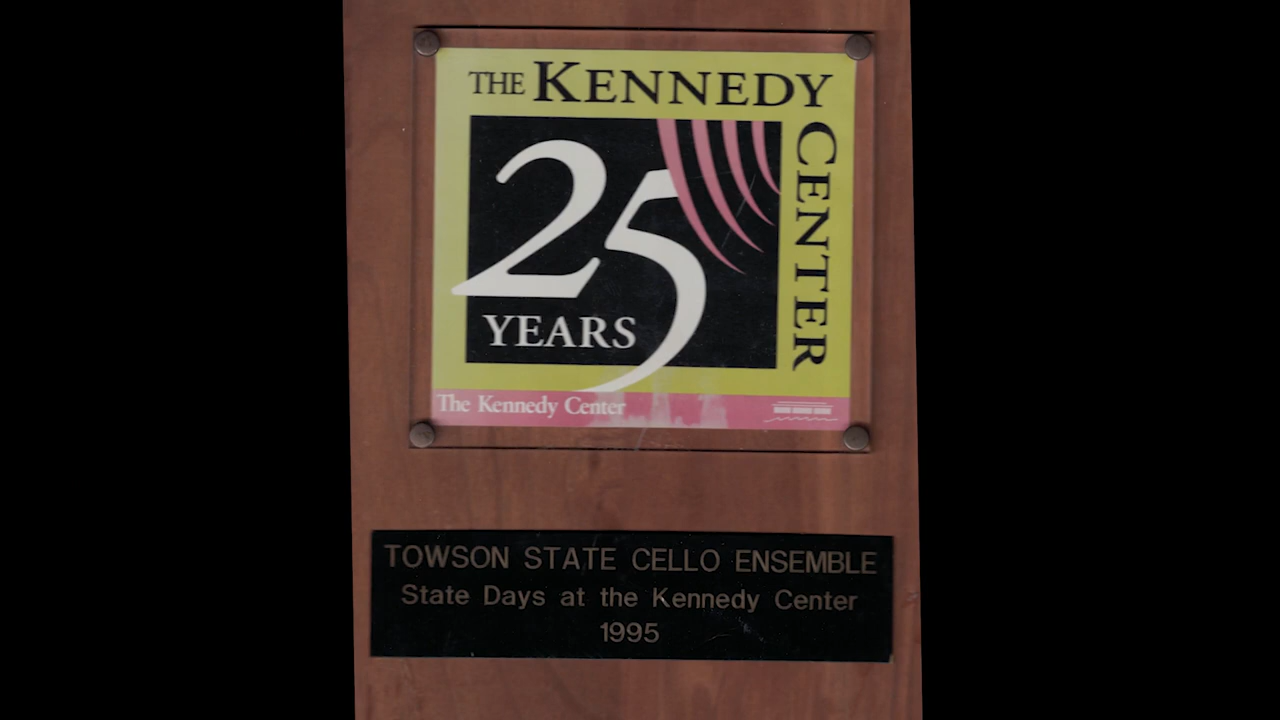 THE KENNEDY
CENTER
25
YEARS
The Kennedy Center
TOWSON STATE CELLO ENSEMBLE
State Days at the Kennedy Center
1995